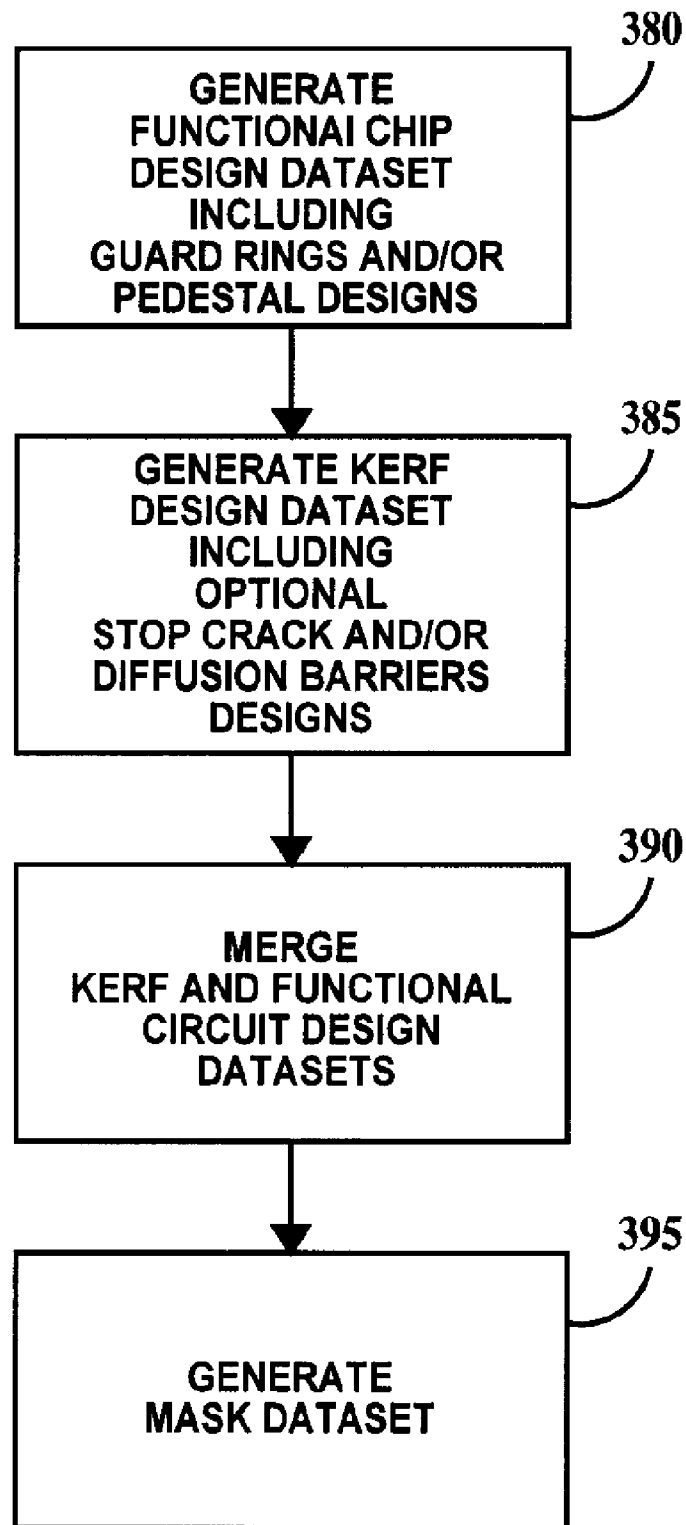 380
GENERATE
FUNCTIONAl CHIP
DESIGN DATASET
INCLUDING
GUARD RINGS AND/OR
PEDESTAL DESIGNS
385
GENERATE KERF
DESIGN DATASET
INCLUDING
OPTIONAL
STOP CRACK AND/OR
DIFFUSION BARRIERS
DESIGNS
390
MERGE
KERF AND FUNCTIONAL
CIRCUIT DESIGN
DATASETS
395
GENERATE
MASK DATASET